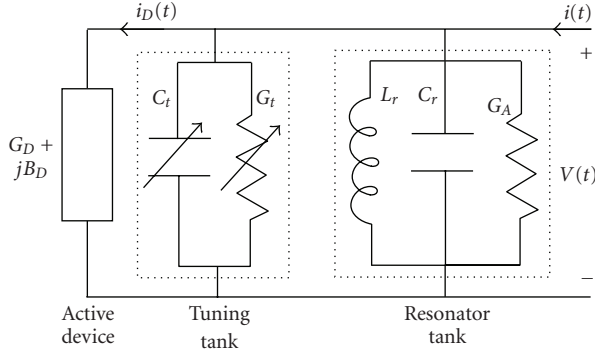 i_D(t)
i(t)
C_t
G_t
L_r
C_r
G_A
+
G_D +
jB_D
V(t)
−
Active
device
Tuning
tank
Resonator
tank